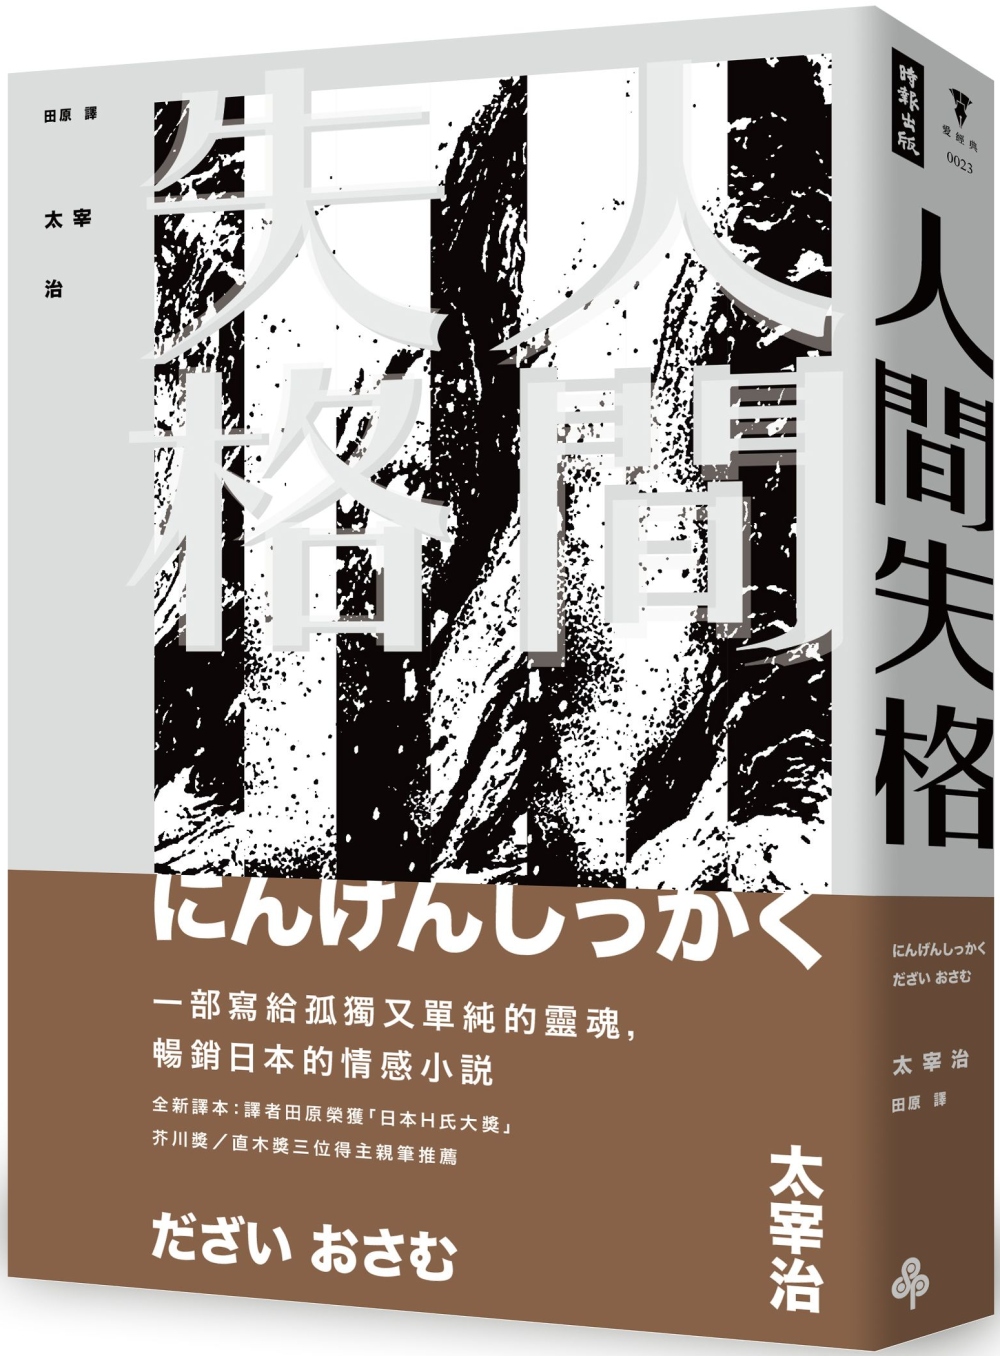 田原 譯
太宰
治
人間
失格
にんげんしっかく
一部寫給孤獨又單純的靈魂，
暢銷日本的情感小説
全新譯本：譯者田原榮獲「日本H氏大獎」
芥川獎／直木獎三位得主親筆推薦
だざい おさむ
太宰治
時報出版
愛經典
0023
人間失格
にんげんしっかく
だざい おさむ
太宰治
田原 譯